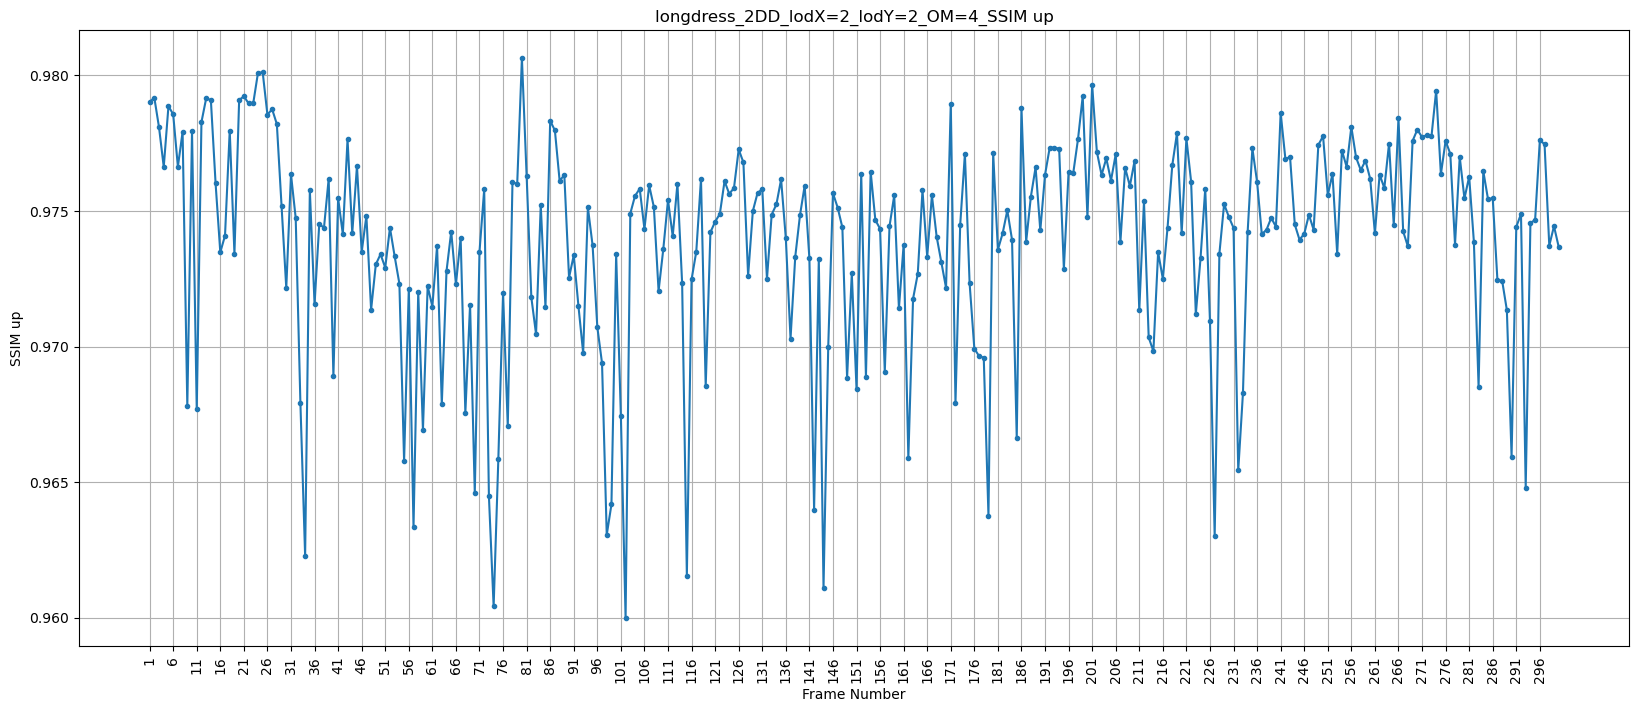 longdress_2DD_lodX=2_lodY=2_OM=4_SSIM up
0.980
0.975
0.970
0.965
0.960
SSIM up
1 6 11 16 21 26 31 36 41 46 51 56 61 66 71 76 81 86 91 96 101 106 111 116 121 126 131 136 141 146 151 156 161 166 171 176 181 186 191 196 201 206 211 216 221 226 231 236 241 246 251 256 261 266 271 276 281 286 291 296
Frame Number